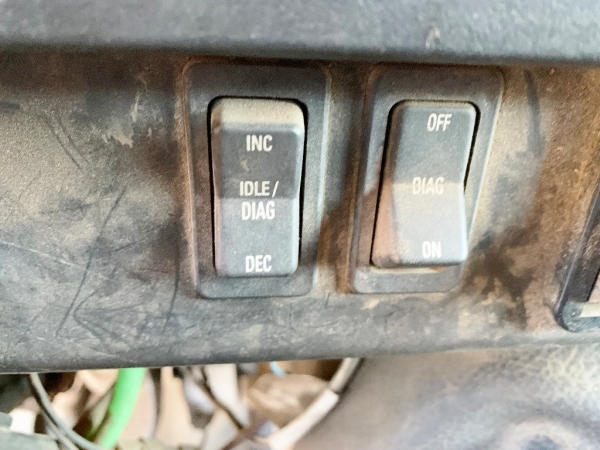 INC
IDLE/
DIAG
DEC
OFF
DIAG
ON